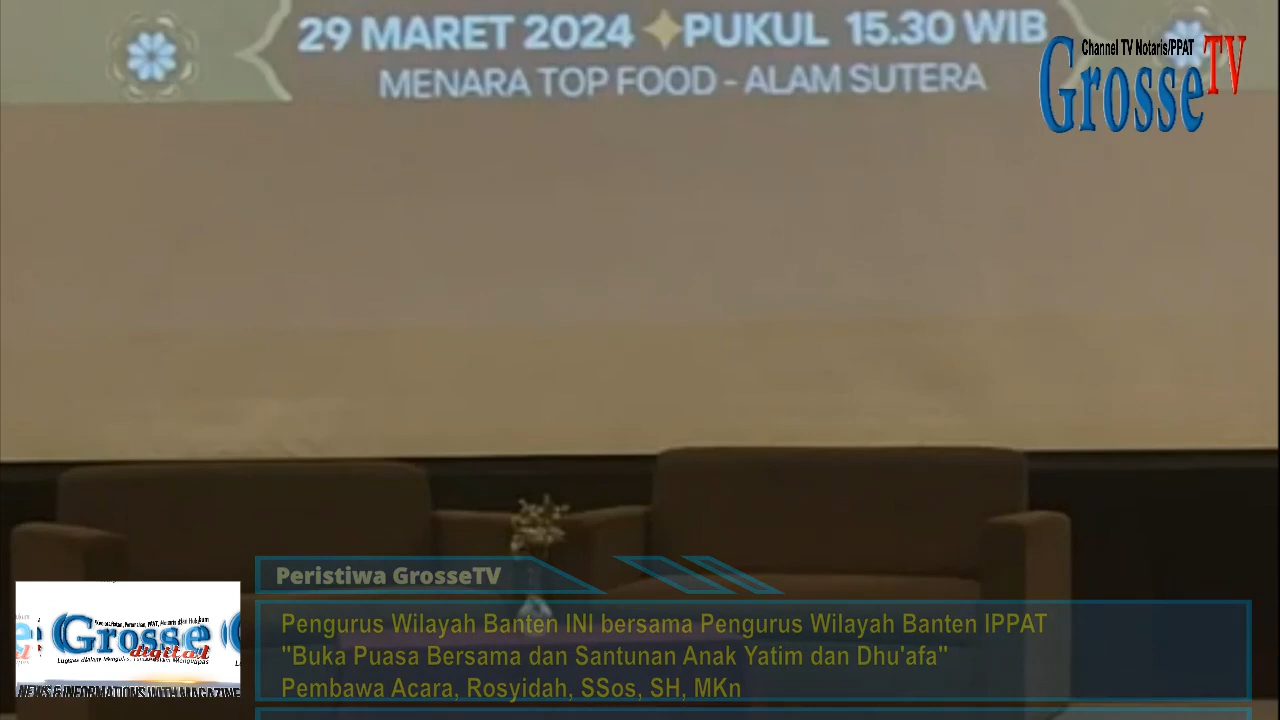 29 MARET 2024 PUKUL 15.30 WIB
MENARA TOP FOOD - ALAM SUTERA
Channel TV Notaris/PPAT
GrosseTV
Peristiwa GrosseTV
Pengurus Wilayah Banten INI bersama Pengurus Wilayah Banten IPPAT
"Buka Puasa Bersama dan Santunan Anak Yatim dan Dhu'afa"
Pembawa Acara, Rosyidah, SSos, SH, MKn
Grosse
digital